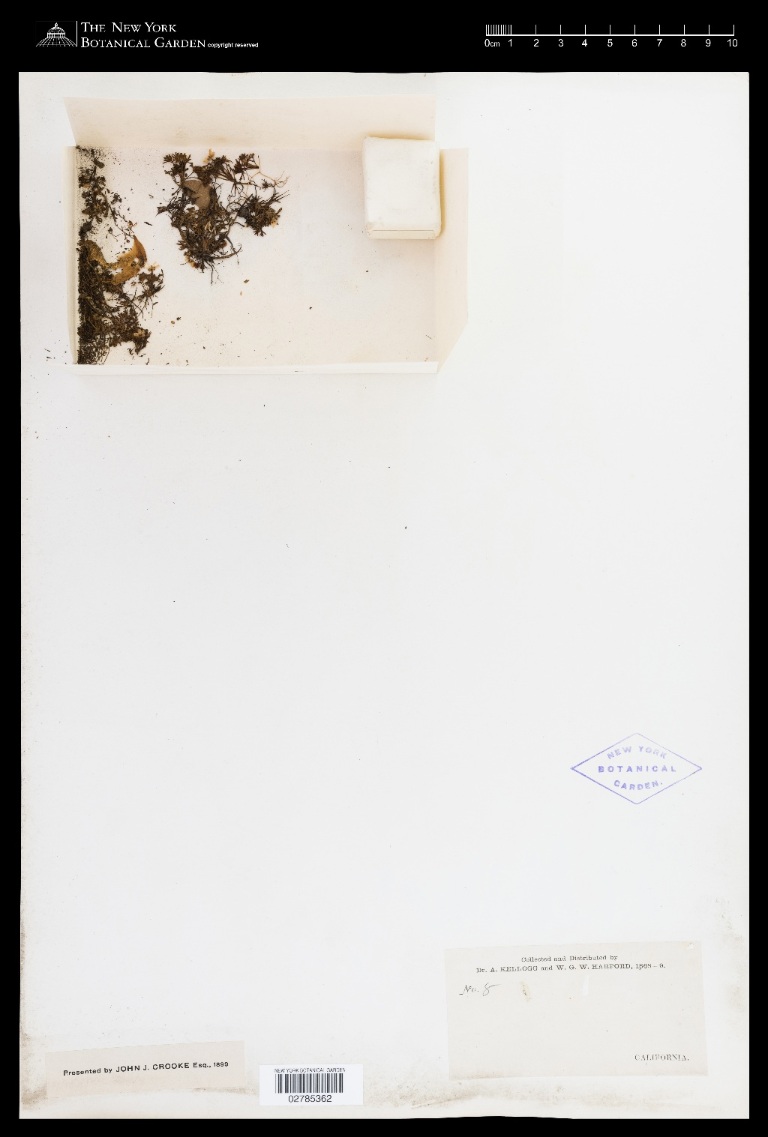 THE NEW YORK
BOTANICAL GARDEN copyright reserved
0cm 1 2 3 4 5 6 7 8 9 10
NEW YORK
BOTANICAL
GARDEN.
Collected and Distributed by
Dr. A. KELLOGG and W. G. W. HARFORD, 1868-9.
No. 8
CALIFORNIA.
Presented by JOHN J. CROOKE Esq., 1889
NEW YORK BOTANICAL GARDEN
02785362